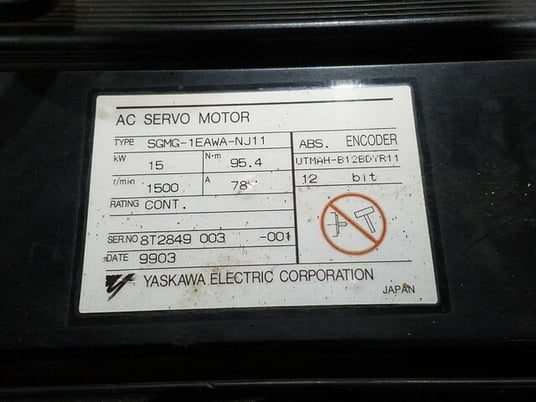 AC SERVO MOTOR
TYPE SGMG-1EAWA-NJ11
kW 15 N·m 95.4
r/min 1500 A 78
RATING CONT.
SER.NO 8T2849 003 -001
DATE 9903
ABS. ENCODER
UTMAH-B12BDYR11
12 bit
YASKAWA ELECTRIC CORPORATION
JAPAN